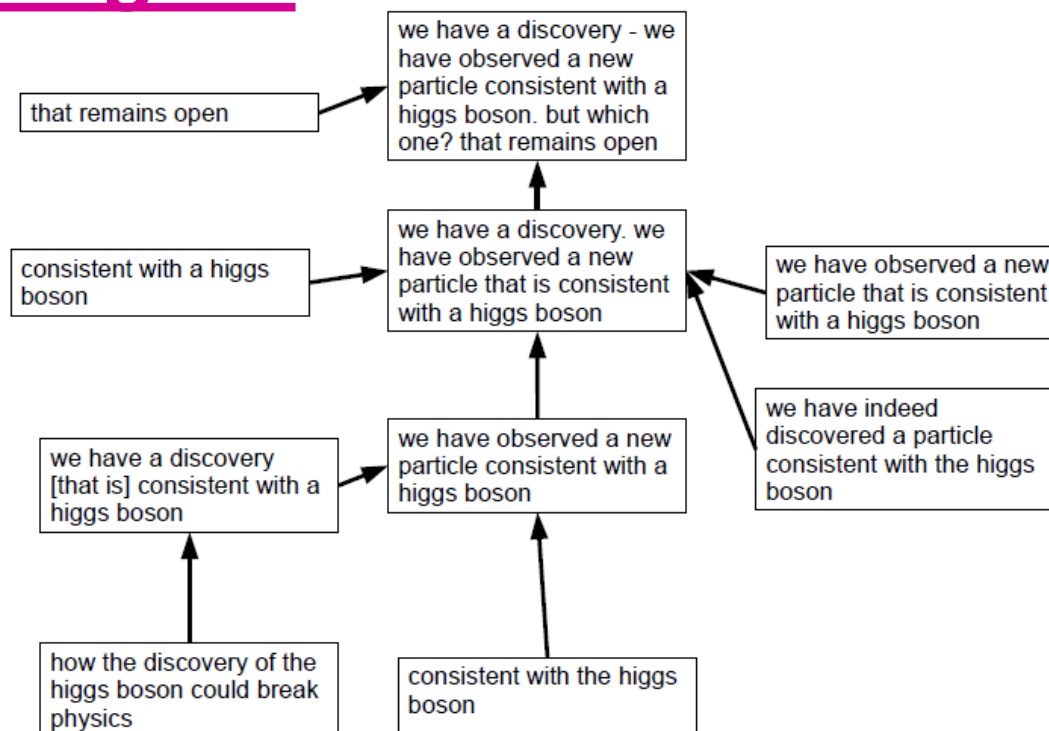 we have a discovery - we
have observed a new
particle consistent with a
higgs boson. but which
one? that remains open
that remains open
we have a discovery. we
have observed a new
particle that is consistent
with a higgs boson
consistent with a higgs
boson
we have observed a new
particle that is consistent
with a higgs boson
we have indeed
discovered a particle
consistent with the higgs
boson
we have observed a new
particle consistent with a
higgs boson
we have a discovery
[that is] consistent with a
higgs boson
how the discovery of the
higgs boson could break
physics
consistent with the higgs
boson